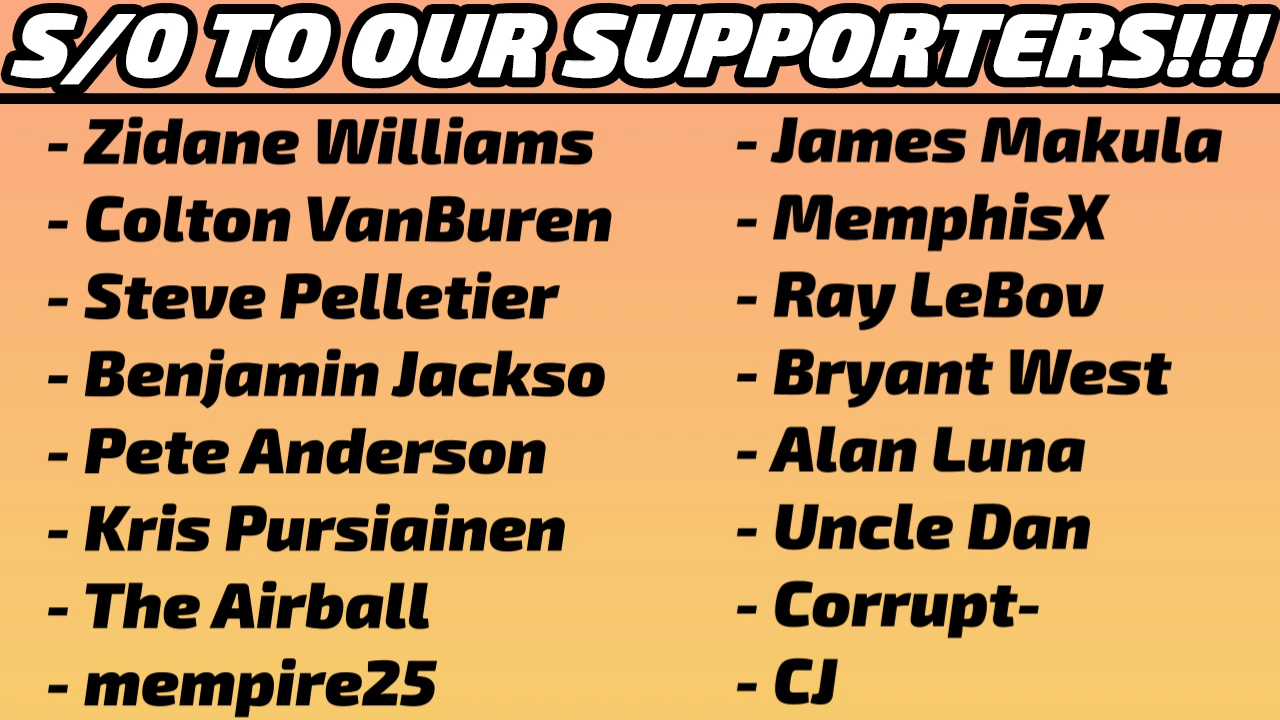 S/O TO OUR SUPPORTERS!!!
- Zidane Williams
- Colton VanBuren
- Steve Pelletier
- Benjamin Jackso
- Pete Anderson
- Kris Pursiainen
- The Airball
- mempire25
- James Makula
- MemphisX
- Ray LeBov
- Bryant West
- Alan Luna
- Uncle Dan
- Corrupt-
- CJ